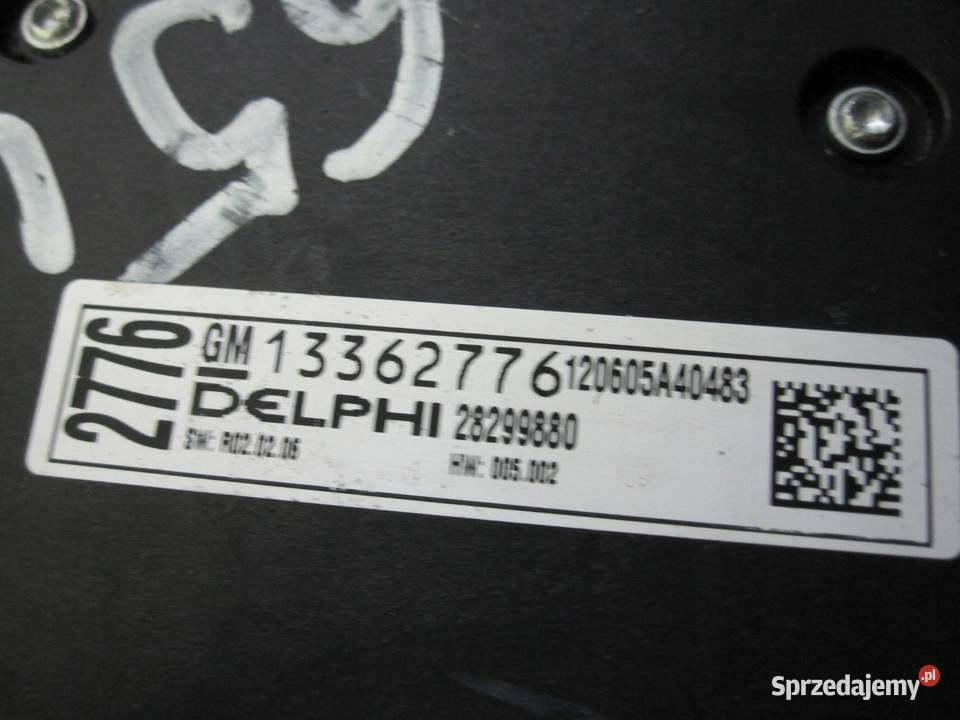 2776
GM 13362776 120605A40483
DELPHI 28299880
SW: R02.02.06
HW: 005.002
Sprzedajemy.pl